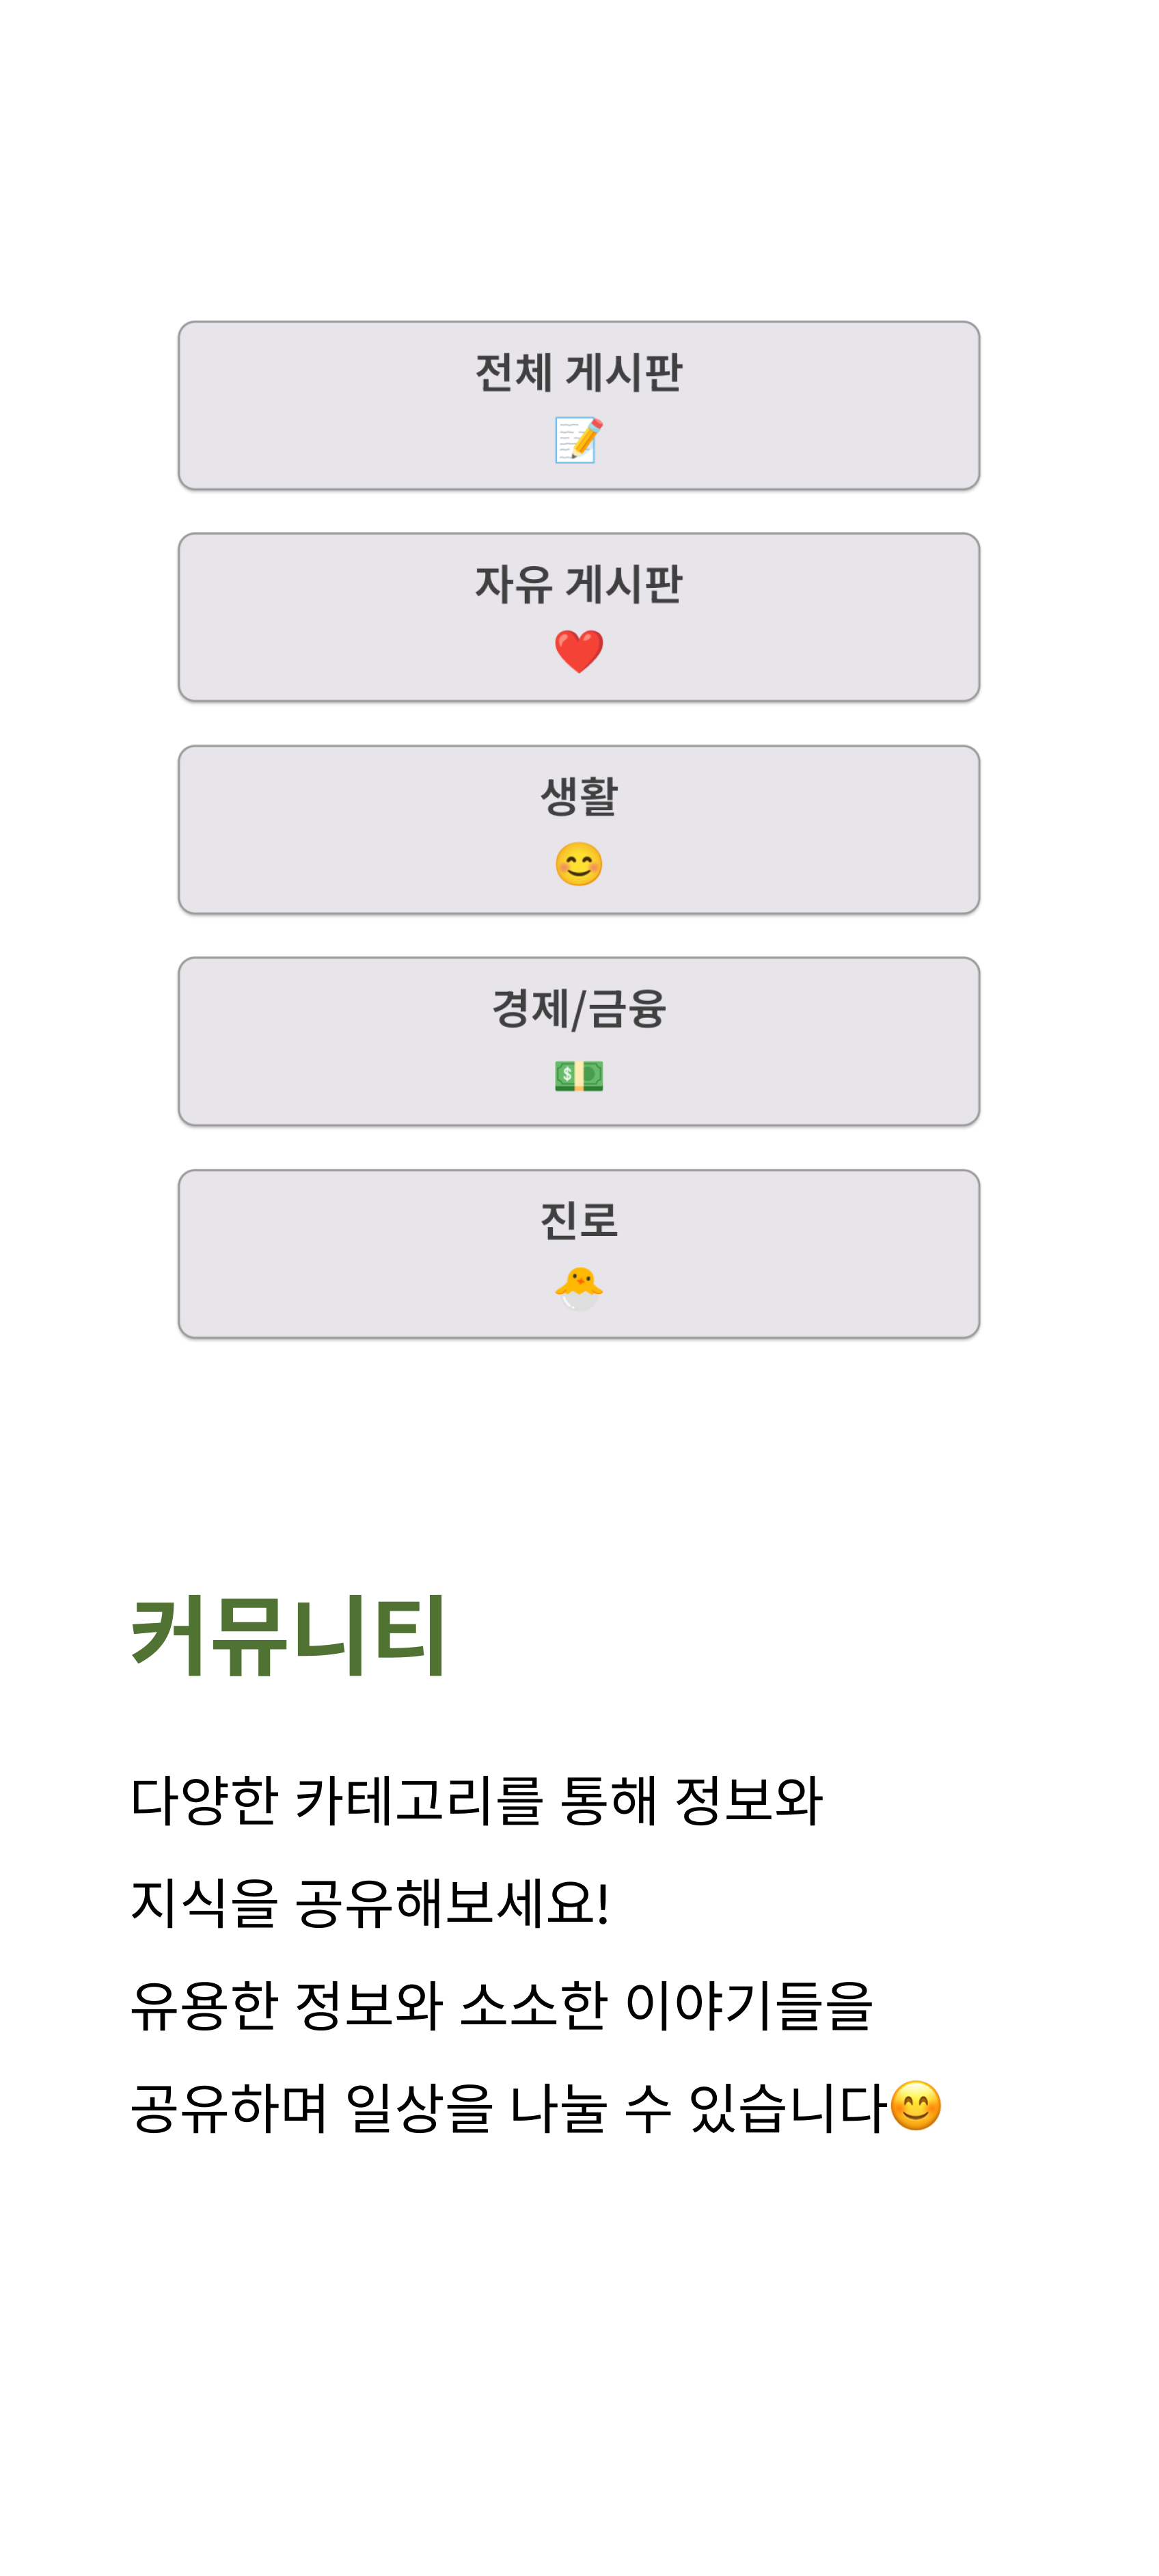 전체 게시판
📝
자유 게시판
❤️
생활
😊
경제/금융
💵
진로
🐣
커뮤니티
다양한 카테고리를 통해 정보와
지식을 공유해보세요!
유용한 정보와 소소한 이야기들을
공유하며 일상을 나눌 수 있습니다😊